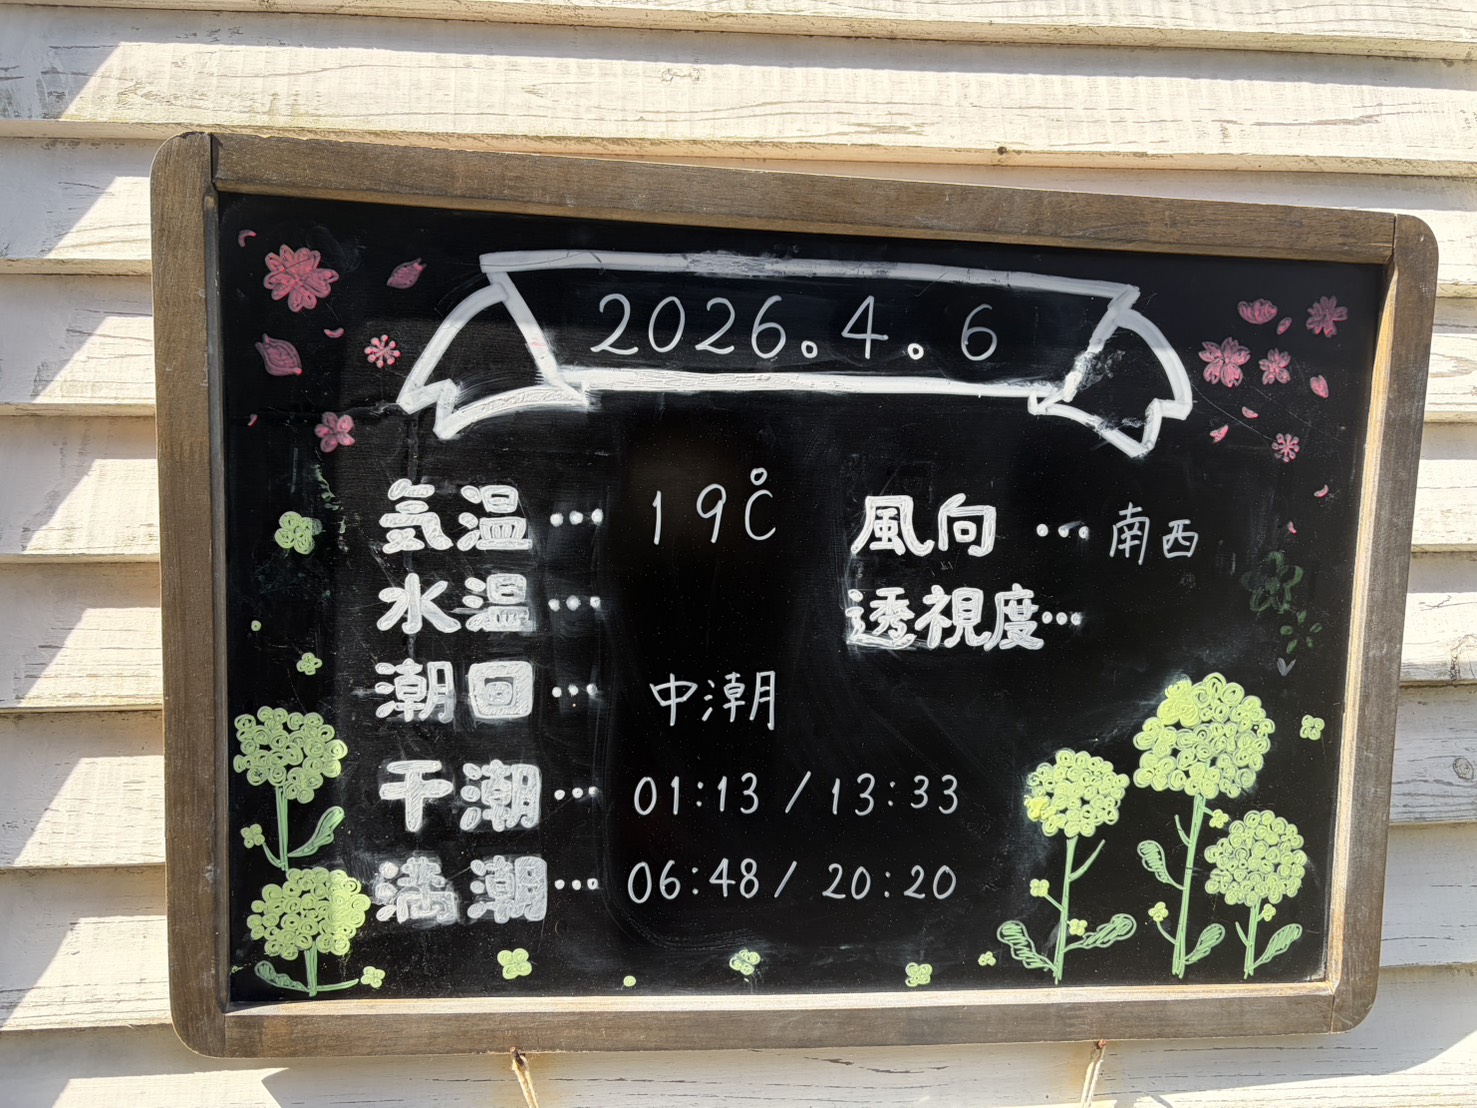 2026.4.6
気温… 19℃
水温…
潮回… 中潮
干潮… 01:13 / 13:33
満潮… 06:48 / 20:20
風向… 南西
透視度…